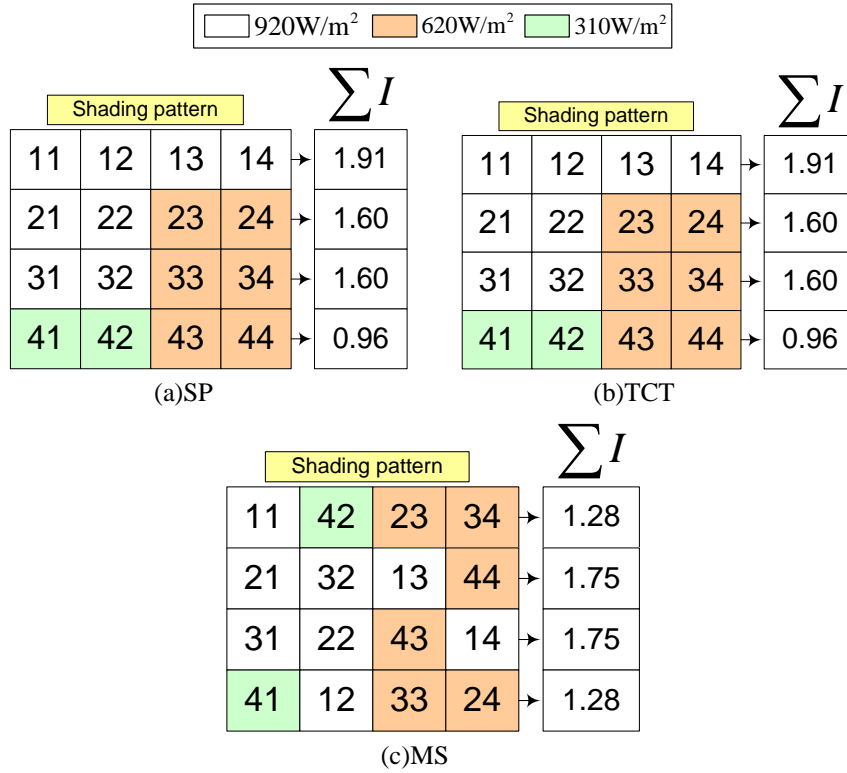 920W/m² 620W/m² 310W/m²
∑I ∑I
Shading pattern Shading pattern
11 12 13 14 1.91 11 12 13 14 1.91
21 22 23 24 1.60 21 22 23 24 1.60
31 32 33 34 1.60 31 32 33 34 1.60
41 42 43 44 0.96 41 42 43 44 0.96
(a)SP (b)TCT
∑I
Shading pattern
11 42 23 34 1.28
21 32 13 44 1.75
31 22 43 14 1.75
41 12 33 24 1.28
(c)MS